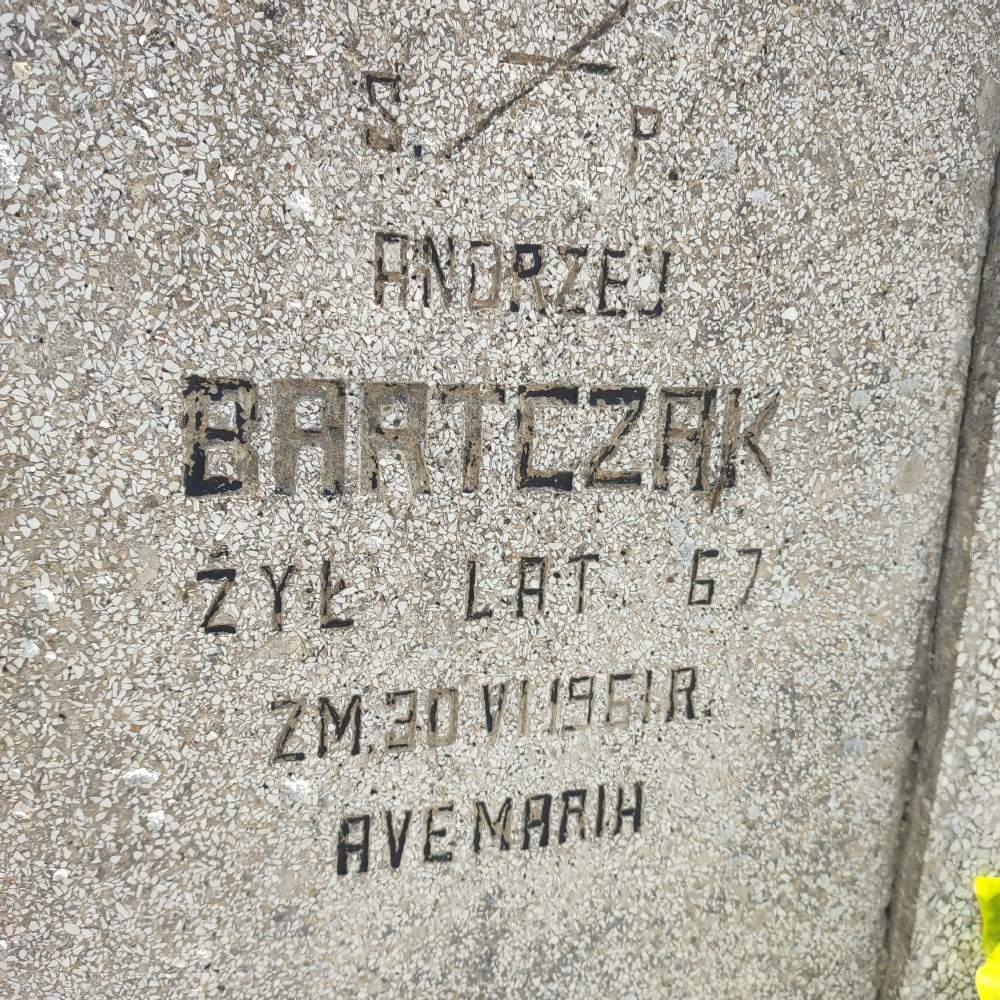 Ś. P.
ANDRZEJ
BARTCZAK
ŻYŁ LAT 67
ZM. 30 VI 1961 R.
AVE MARIA